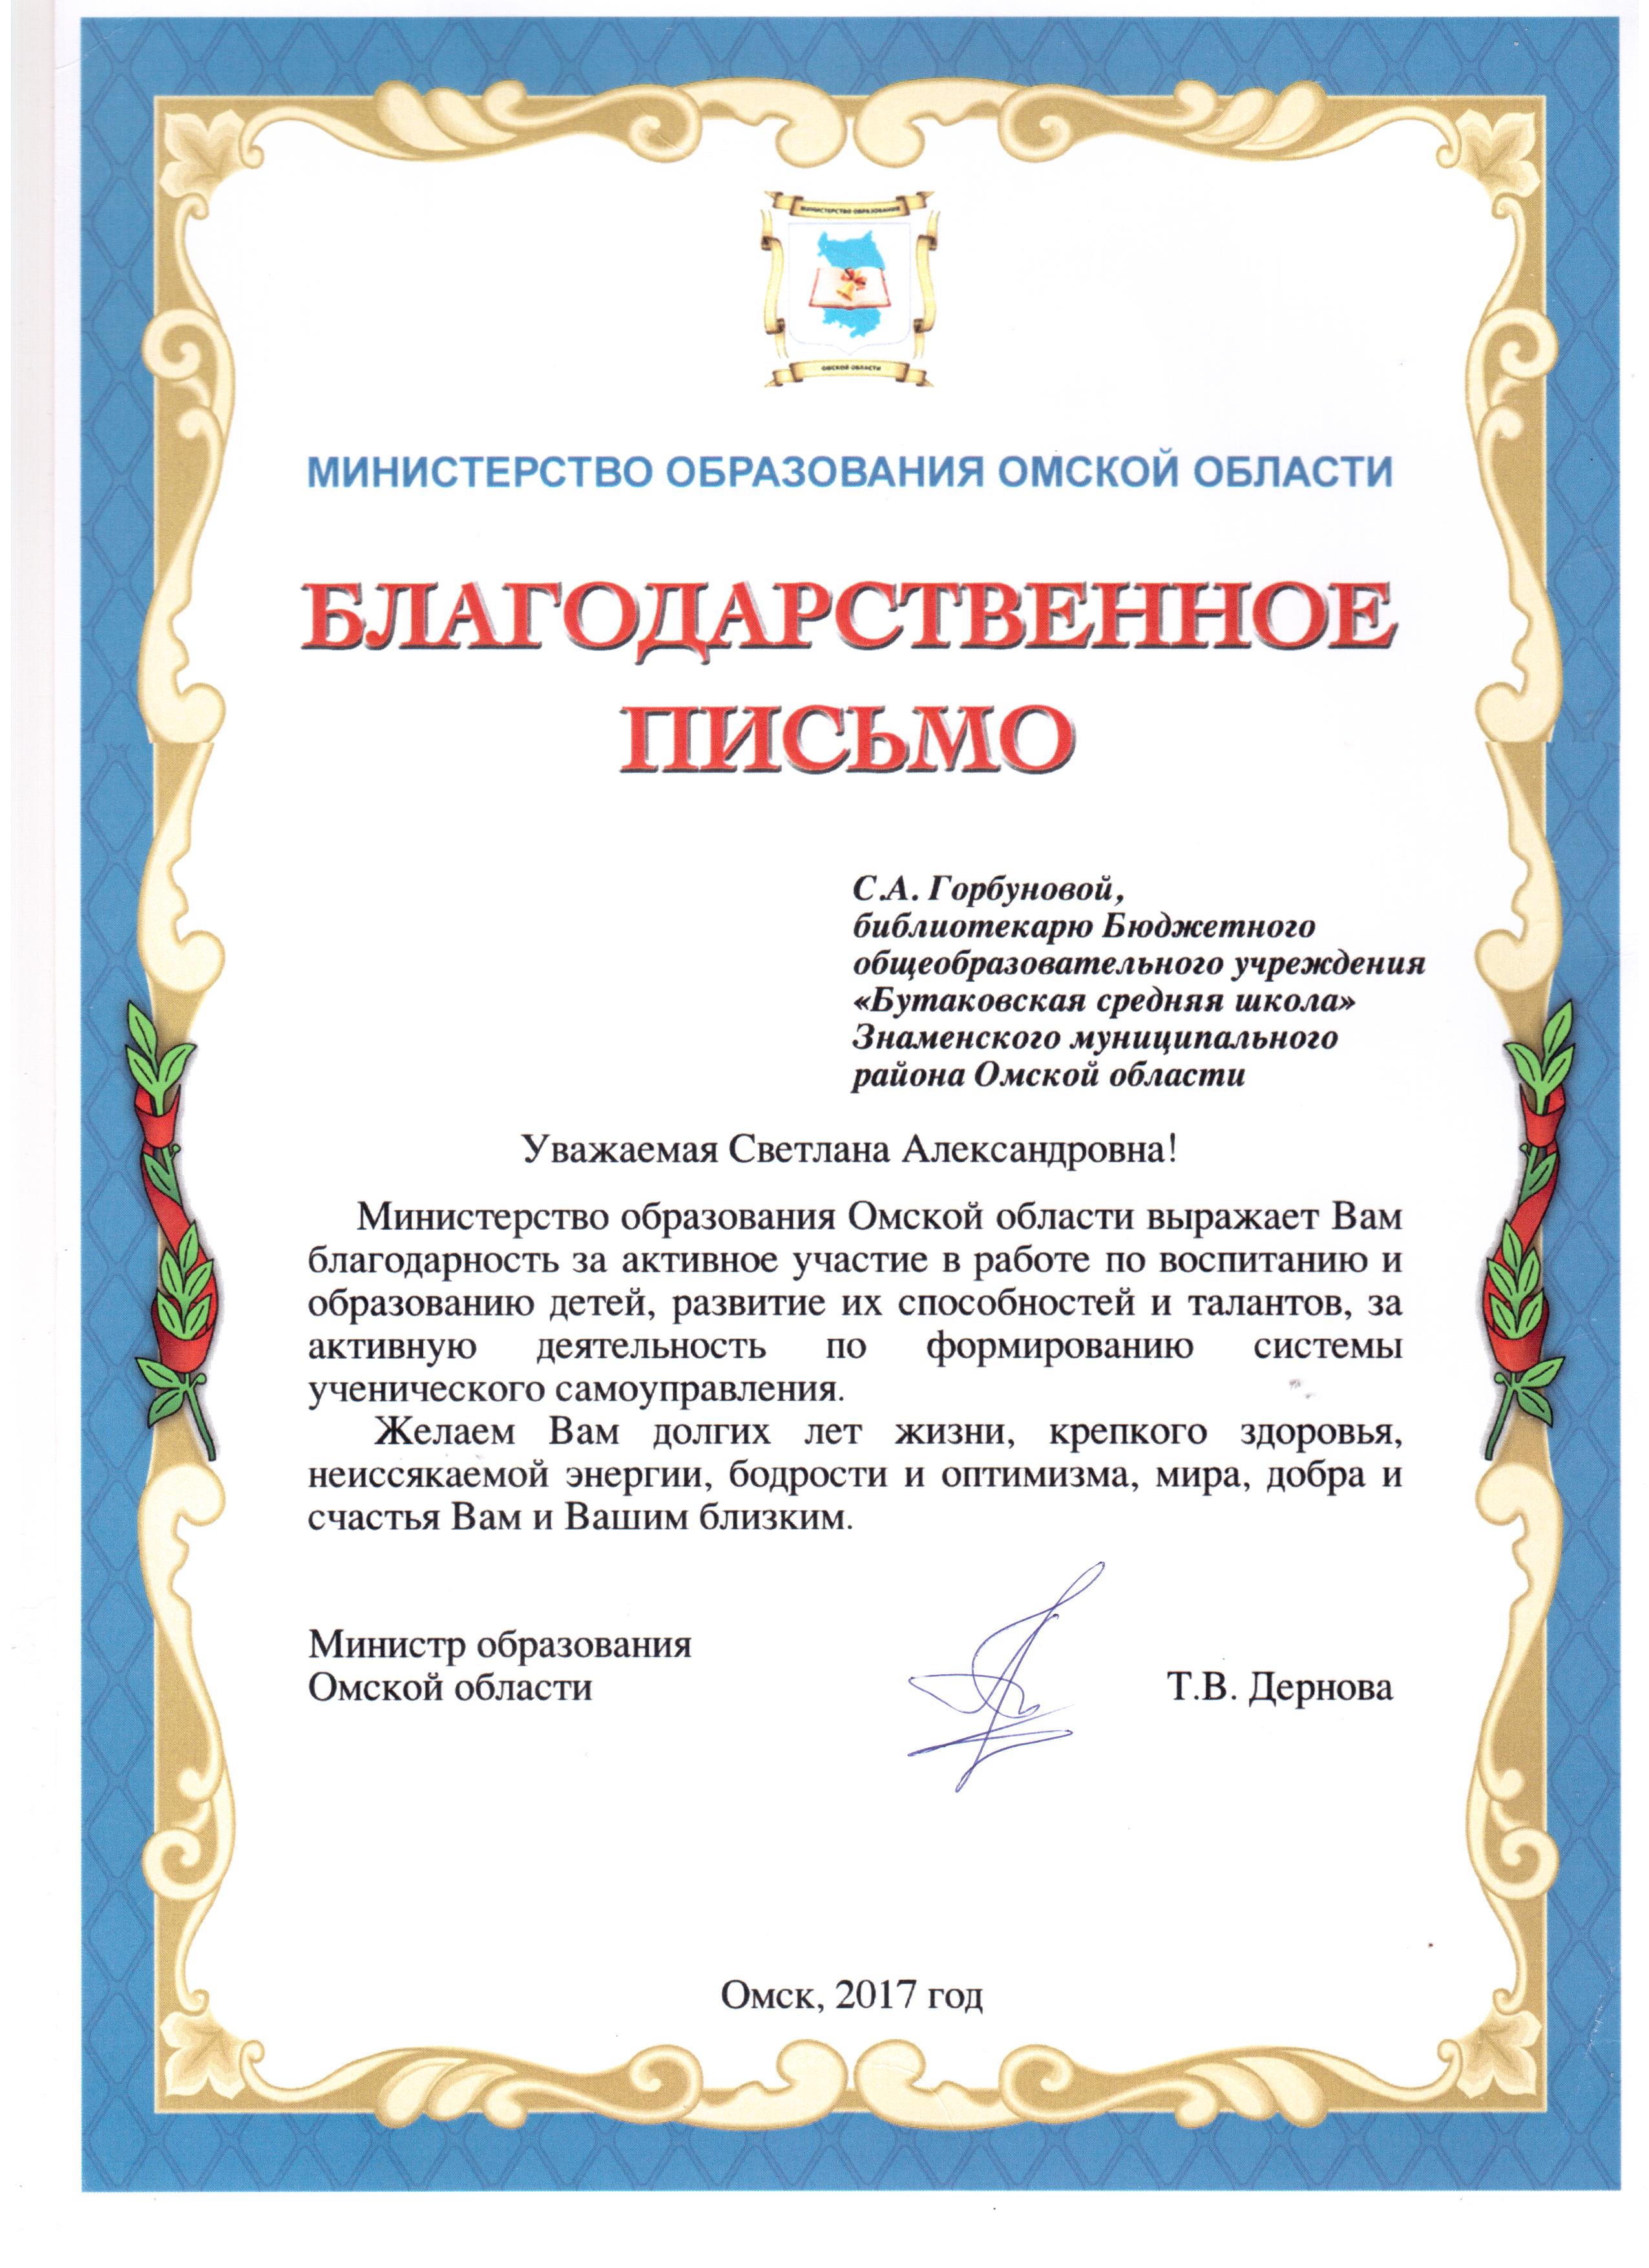 МИНИСТЕРСТВО ОБРАЗОВАНИЯ
ОМСКОЙ ОБЛАСТИ
МИНИСТЕРСТВО ОБРАЗОВАНИЯ ОМСКОЙ ОБЛАСТИ
БЛАГОДАРСТВЕННОЕ
ПИСЬМО
С.А. Горбуновой,
библиотекарю Бюджетного
общеобразовательного учреждения
«Бутаковская средняя школа»
Знаменского муниципального
района Омской области
Уважаемая Светлана Александровна!
Министерство образования Омской области выражает Вам
благодарность за активное участие в работе по воспитанию и
образованию детей, развитие их способностей и талантов, за
активную деятельность по формированию системы
ученического самоуправления.
Желаем Вам долгих лет жизни, крепкого здоровья,
неиссякаемой энергии, бодрости и оптимизма, мира, добра и
счастья Вам и Вашим близким.
Министр образования
Омской области Т.В. Дернова
Омск, 2017 год